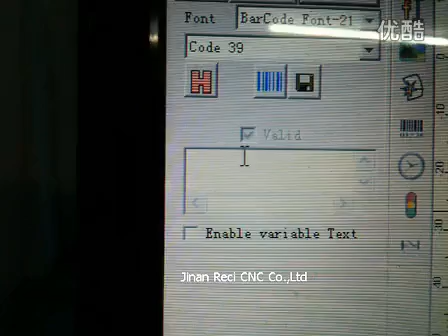 Font BarCode Font-21
优酷
Code 39
Valid
Enable variable Text
Jinan Reci CNC Co.,Ltd